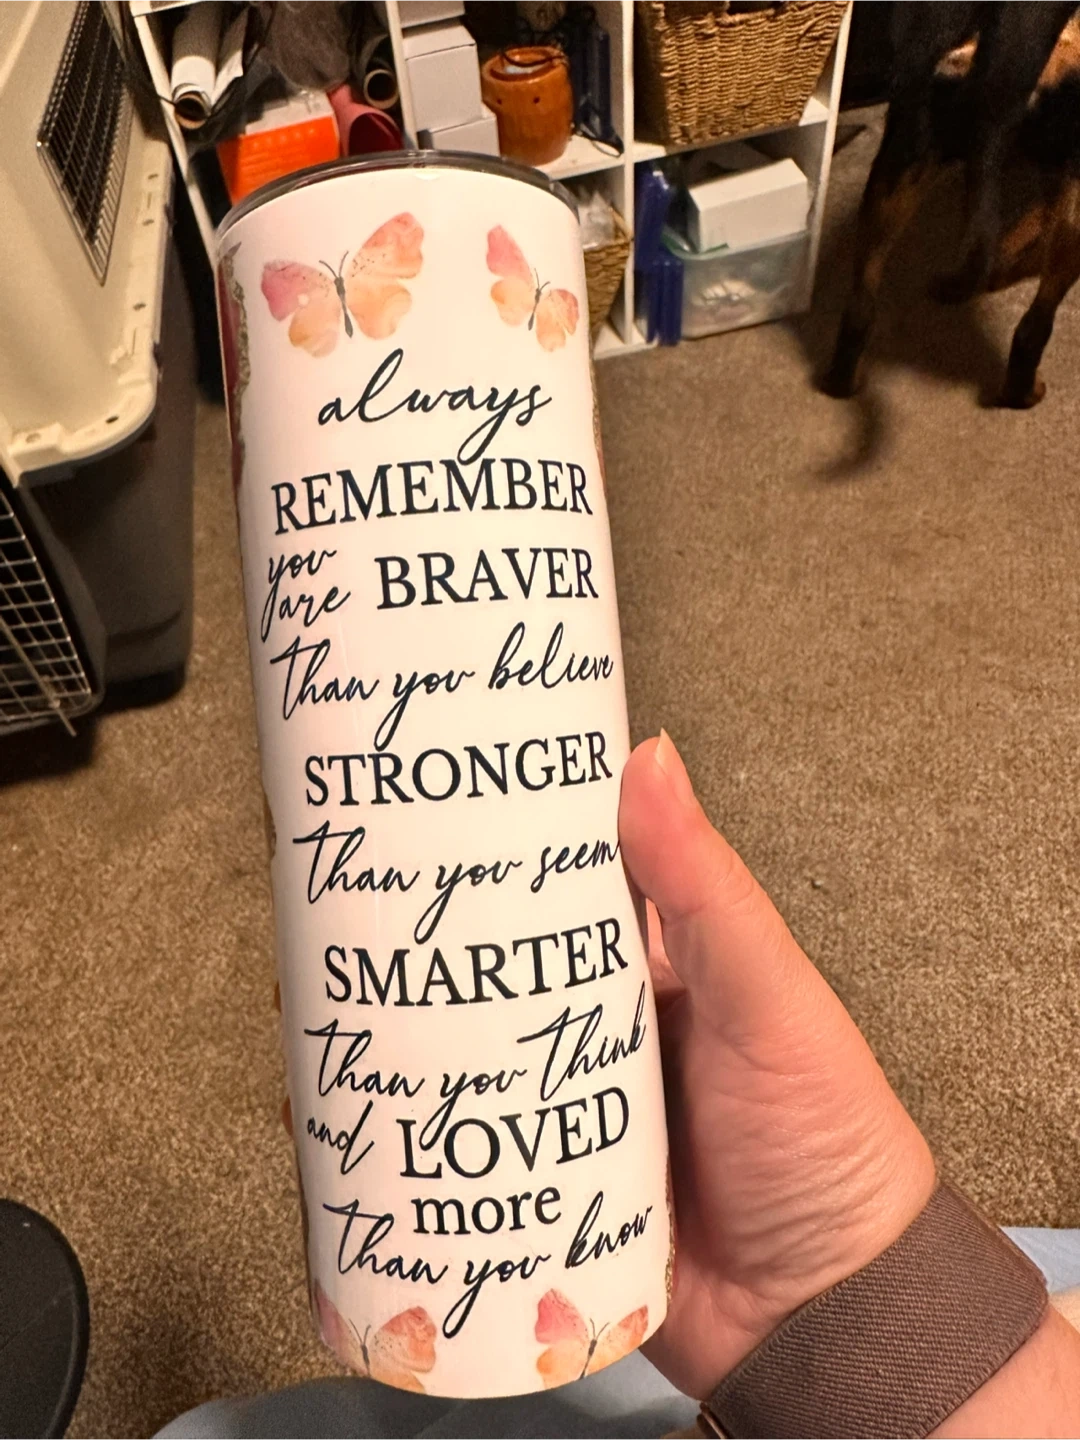 always
REMEMBER
you are BRAVER
than you believe
STRONGER
than you seem
SMARTER
than you think
and LOVED
more
than you know